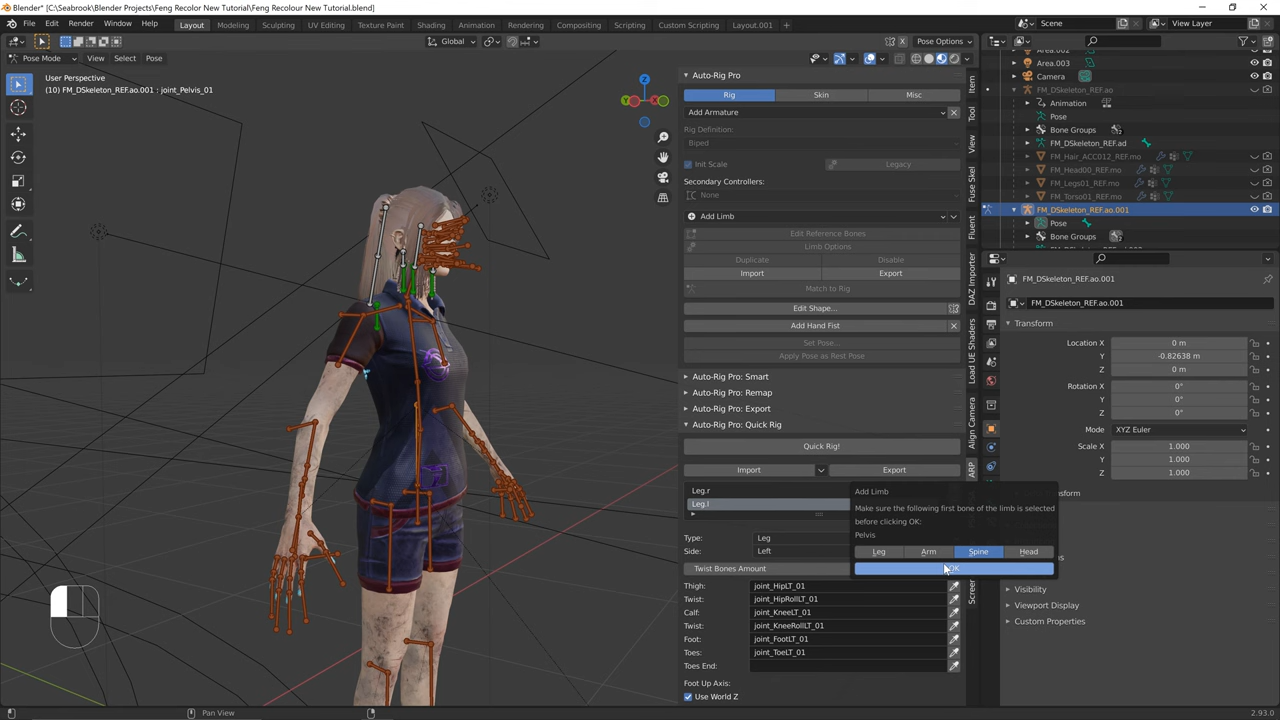 Blender* [C:\Seabrook\Blender Projects\Feng Recolor New Tutorial\Feng Recolour New Tutorial.blend]
File Edit Render Window Help Layout Modeling Sculpting UV Editing Texture Paint Shading Animation Rendering Compositing Scripting Custom Scripting Layout.001 Scene View Layer
Global Pose Options
Pose Mode View Select Pose
User Perspective
(10) FM_DSkeleton_REF.ao.001 : joint_Pelvis_01
Z
Y
X
Auto-Rig Pro
Rig Skin Misc
Add Armature
Rig Definition:
Biped
Init Scale Legacy
Secondary Controllers:
None
Add Limb
Edit Reference Bones
Limb Options
Duplicate Disable
Import Export
Match to Rig
Edit Shape...
Add Hand Fist
Set Pose...
Apply Pose as Rest Pose
Auto-Rig Pro: Smart
Auto-Rig Pro: Remap
Auto-Rig Pro: Export
Auto-Rig Pro: Quick Rig
Quick Rig!
Import Export
Leg.r
Leg.l
Type: Leg
Side: Left
Twist Bones Amount
Thigh: joint_HipLT_01
Twist: joint_HipRollLT_01
Calf: joint_KneeLT_01
Twist: joint_KneeRollLT_01
Foot: joint_FootLT_01
Toes: joint_ToeLT_01
Toes End:
Foot Up Axis:
Use World Z
Add Limb
Make sure the following first bone of the limb is selected
before clicking OK:
Pelvis
Leg Arm Spine Head
OK
Item
Tool
View
Fuse Skel
Fluent
DAZ Importer
Load UE Shaders
Align Camera
ARP
Screen
Area.002
Area.003
Camera
FM_DSkeleton_REF.ao
Animation
Pose
Bone Groups
FM_DSkeleton_REF.ad
FM_Hair_ACC012_REF.mo
FM_Head00_REF.mo
FM_Legs01_REF.mo
FM_Torso01_REF.mo
FM_DSkeleton_REF.ao.001
Pose
Bone Groups
FM_DSkeleton_REF.ao.001
FM_DSkeleton_REF.ao.001
Transform
Location X 0 m
Y -0.82638 m
Z 0 m
Rotation X 0°
Y 0°
Z 0°
Mode XYZ Euler
Scale X 1.000
Y 1.000
Z 1.000
Visibility
Viewport Display
Custom Properties
Pan View
2.93.0